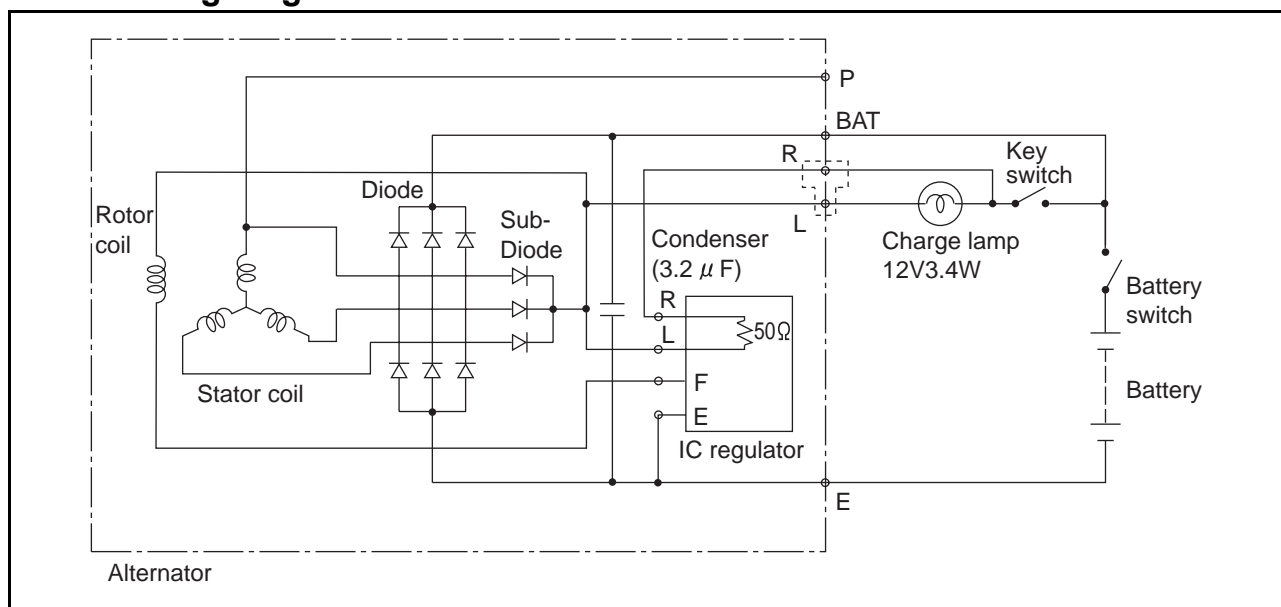 P
BAT
R
Key
switch
Diode
Rotor
coil
Sub-
Diode
L
Condenser
(3.2 μF)
Charge lamp
12V3.4W
R
50Ω
L
Battery
switch
F
Stator coil
Battery
E
IC regulator
E
Alternator